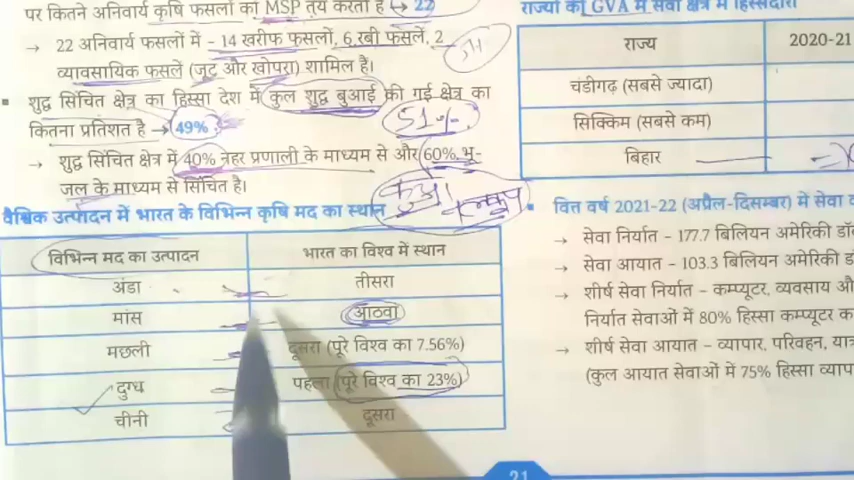 पर कितने अनिवार्य कृषि फसलों का MSP तय करता है → 22
→ 22 अनिवार्य फसलों में - 14 खरीफ फसलों, 6 रबी फसलें, 2
व्यावसायिक फसलें (जूट और खोपरा) शामिल है।
▪ शुद्ध सिंचित क्षेत्र का हिस्सा देश में कुल शुद्ध बुआई की गई क्षेत्र का
कितना प्रतिशत है → 49%
51%
→ शुद्ध सिंचित क्षेत्र में 40% नहर प्रणाली के माध्यम से और 60% भू-
जल के माध्यम से सिंचित है।
वैश्विक उत्पादन में भारत के विभिन्न कृषि मद का स्थान
विभिन्न मद का उत्पादन भारत का विश्व में स्थान
अंडा तीसरा
मांस आठवा
मछली दूसरा (पूरे विश्व का 7.56%)
दुग्ध पहला (पूरे विश्व का 23%)
चीनी दूसरा
राज्यों की GVA में सेवा क्षेत्र में हिस्सेदारी
राज्य 2020-21
चंडीगढ़ (सबसे ज्यादा)
सिक्किम (सबसे कम)
बिहार
▪ वित वर्ष 2021-22 (अप्रैल-दिसम्बर) में सेवा
→ सेवा निर्यात - 177.7 बिलियन अमेरिकी
→ सेवा आयात - 103.3 बिलियन अमेरिकी
→ शीर्ष सेवा निर्यात - कम्प्यूटर, व्यवसाय
निर्यात सेवाओं में 80% हिस्सा कम्प्यूटर
→ शीर्ष सेवा आयात - व्यापार, परिवहन,
(कुल आयात सेवाओं में 75% हिस्सा
21